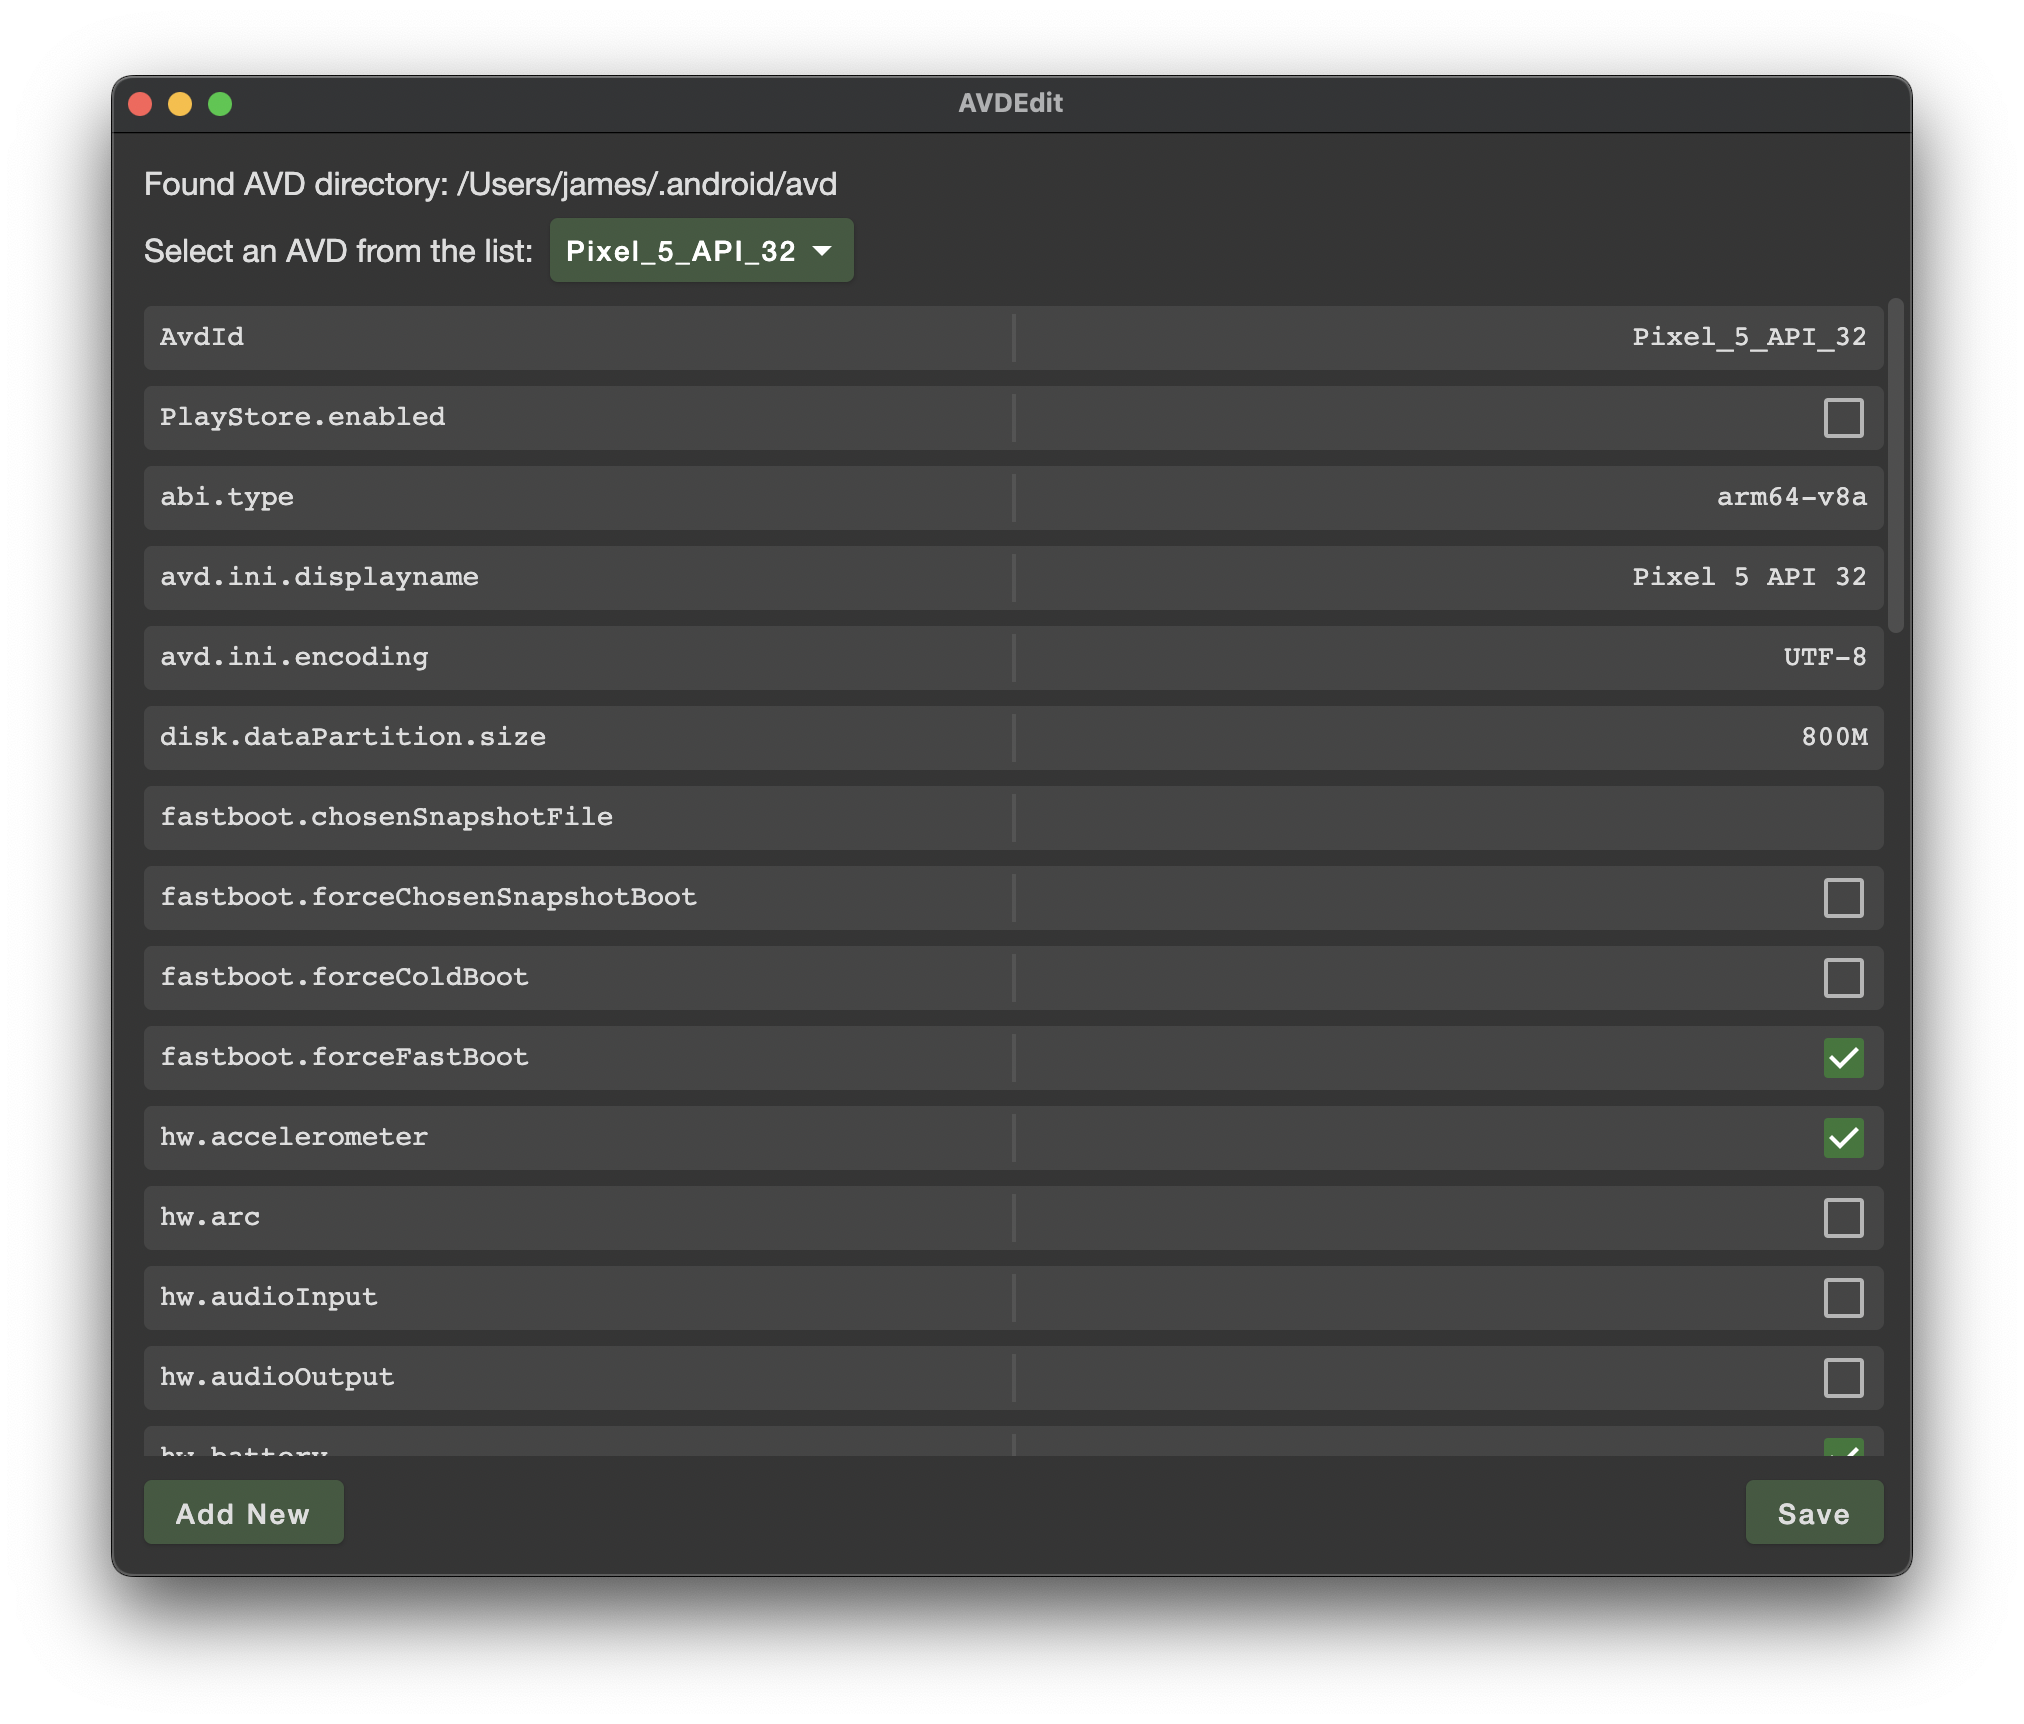 AVDEdit
Found AVD directory: /Users/james/.android/avd
Select an AVD from the list: Pixel_5_API_32
AvdId Pixel_5_API_32
PlayStore.enabled
abi.type arm64-v8a
avd.ini.displayname Pixel 5 API 32
avd.ini.encoding UTF-8
disk.dataPartition.size 800M
fastboot.chosenSnapshotFile
fastboot.forceChosenSnapshotBoot
fastboot.forceColdBoot
fastboot.forceFastBoot
hw.accelerometer
hw.arc
hw.audioInput
hw.audioOutput
hw.battery
Add New Save